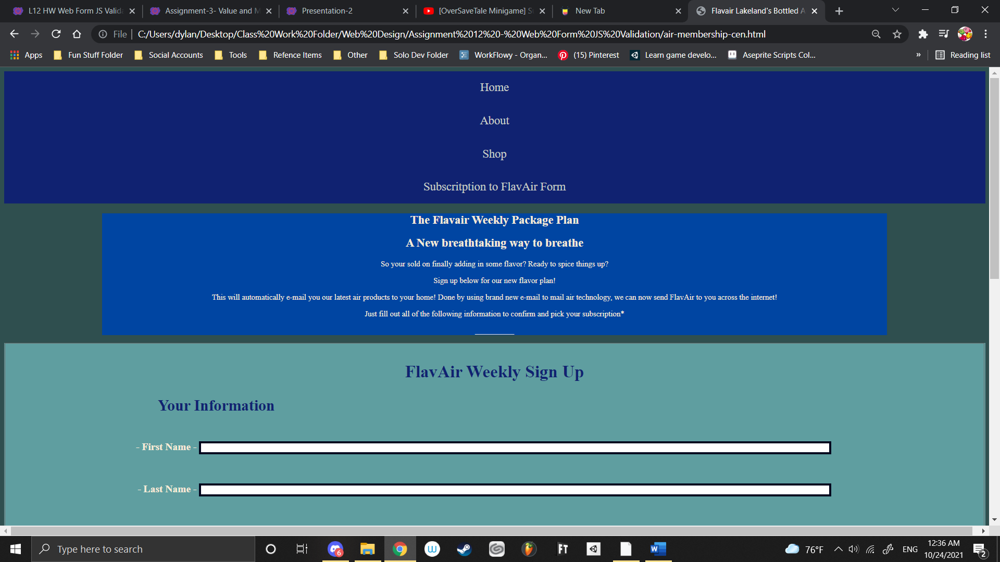 L12 HW Web Form JS Valid
Assignment-3- Value and M
Presentation-2
[OverSaveTale Minigame] S
New Tab
Flavair Lakeland's Bottled A
File
C:/Users/dylan/Desktop/Class%20Work%20Folder/Web%20Design/Assignment%2012%20-%20Web%20Form%20JS%20Validation/air-membership-cen.html
Apps
Fun Stuff Folder
Social Accounts
Tools
Refence Items
Other
Solo Dev Folder
WorkFlowy - Organ...
(15) Pinterest
Learn game develo...
Aseprite Scripts Col...
»
Reading list
Home
About
Shop
Subscritption to FlavAir Form
The Flavair Weekly Package Plan
A New breathtaking way to breathe
So your sold on finally adding in some flavor? Ready to spice things up?
Sign up below for our new flavor plan!
This will automatically e-mail you our latest air products to your home! Done by using brand new e-mail to mail air technology, we can now send FlavAir to you across the internet!
Just fill out all of the following information to confirm and pick your subscription*
FlavAir Weekly Sign Up
Your Information
- First Name -
- Last Name -
Type here to search
6
FT
76°F
ENG
12:36 AM
10/24/2021
2